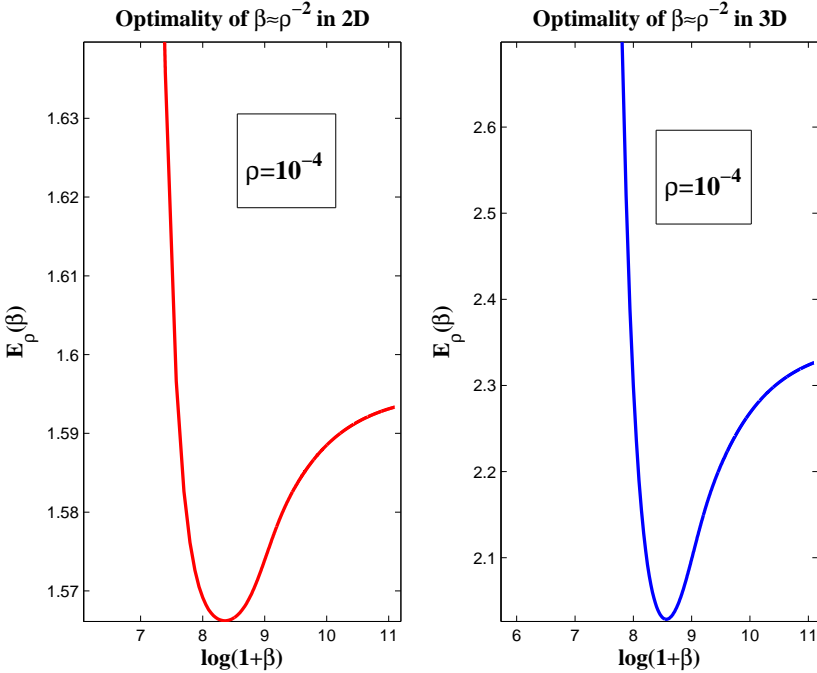 Optimality of β≈ρ⁻² in 2D
1.63
1.62
1.61
1.6
1.59
1.58
1.57
E_ρ(β)
ρ=10⁻⁴
7 8 9 10 11
log(1+β)
Optimality of β≈ρ⁻² in 3D
2.6
2.5
2.4
2.3
2.2
2.1
E_ρ(β)
ρ=10⁻⁴
6 7 8 9 10 11
log(1+β)